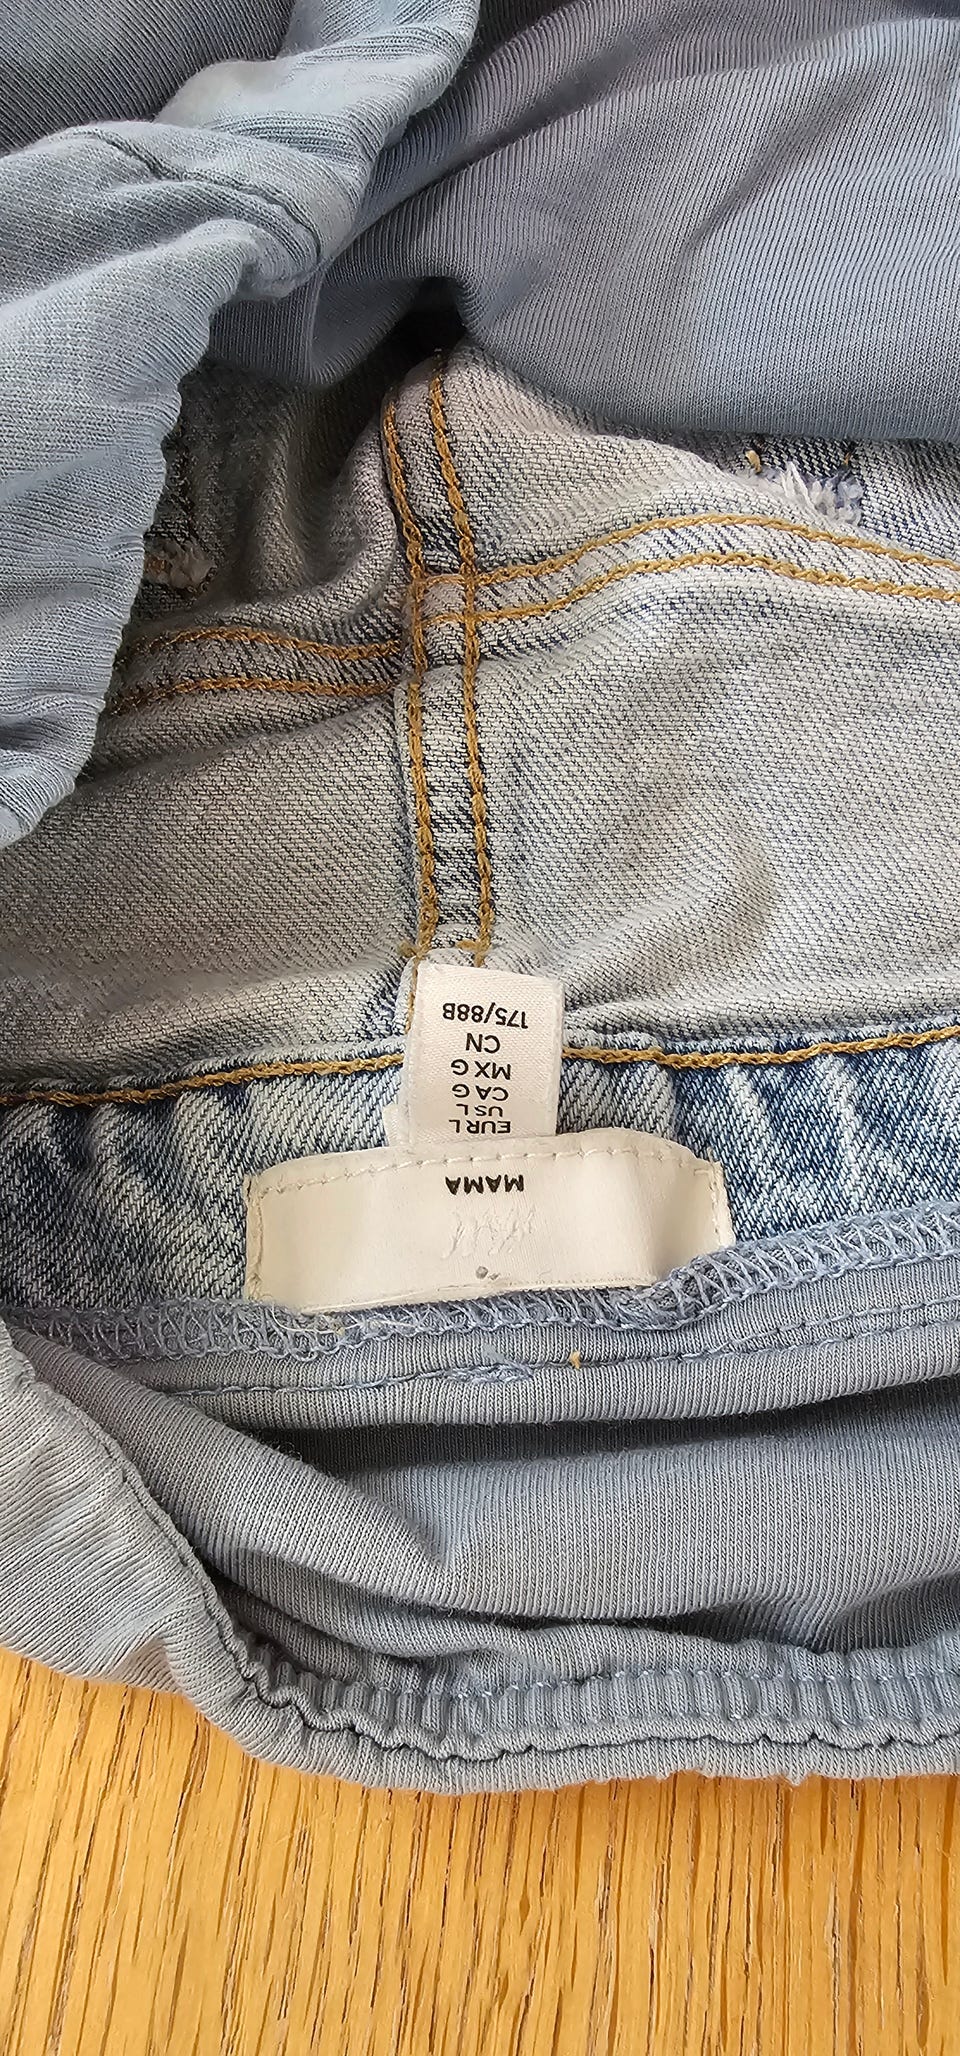 MAMA
EUR L
US L
CA G
MX G
CN
175/88B